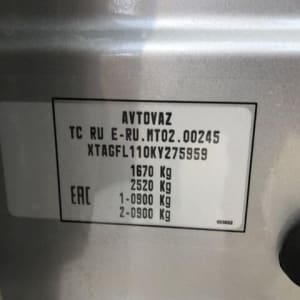 AVTOVAZ
TC RU E-RU.MT02.00245
XTAGFL110KY275959
1670 Kg
2520 Kg
EAC 1-0900 Kg
2-0900 Kg